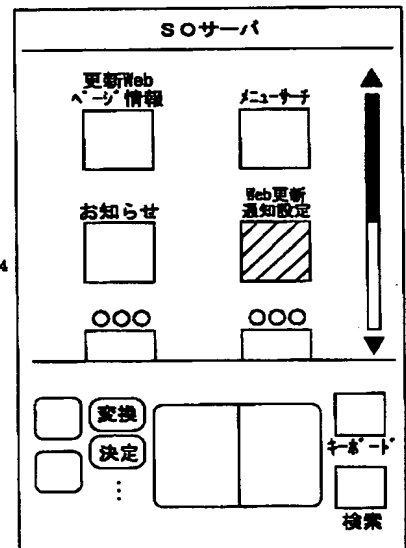 SOサーバ
更新Web
ページ情報
メニューサーチ
お知らせ
Web更新
通知設定
○○○
○○○
4
変換
決定
⋮
キーボード
検索